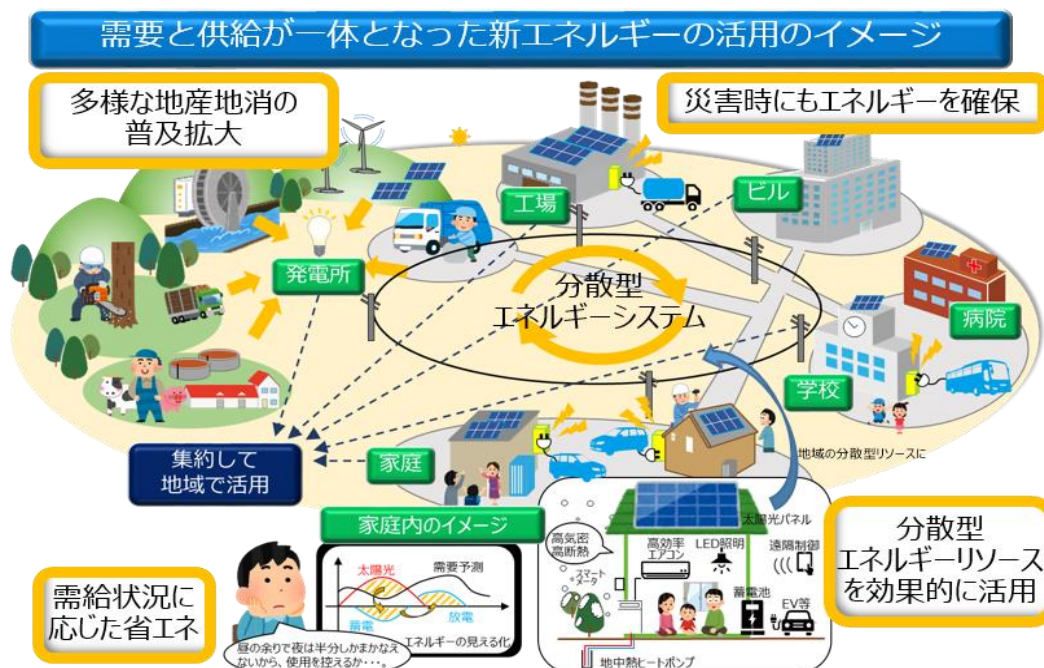 需要と供給が一体となった新エネルギーの活用のイメージ
多様な地産地消の
普及拡大
災害時にもエネルギーを確保
工場
ビル
発電所
分散型
エネルギーシステム
病院
学校
家庭
地域の分散型リソースに
集約して
地域で活用
家庭内のイメージ
太陽光
需要予測
蓄電
放電
エネルギーの見える化
需給状況に
応じた省エネ
昼の余りで夜は半分しかまかなえ
ないから、使用を控えるか・・・。
太陽光パネル
高気密
高断熱
高効率
エアコン
LED照明
遠隔制御
スマート
メータ
蓄電池
EV等
地中熱ヒートポンプ
分散型
エネルギーリソース
を効果的に活用